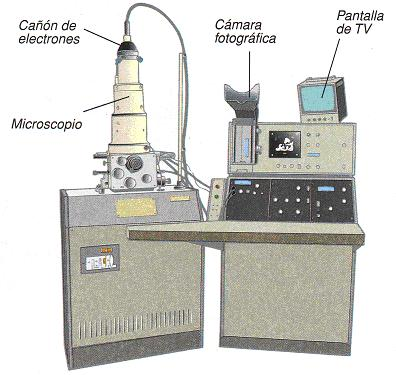 Cañón de
electrones
Microscopio
Cámara
fotográfica
Pantalla
de TV